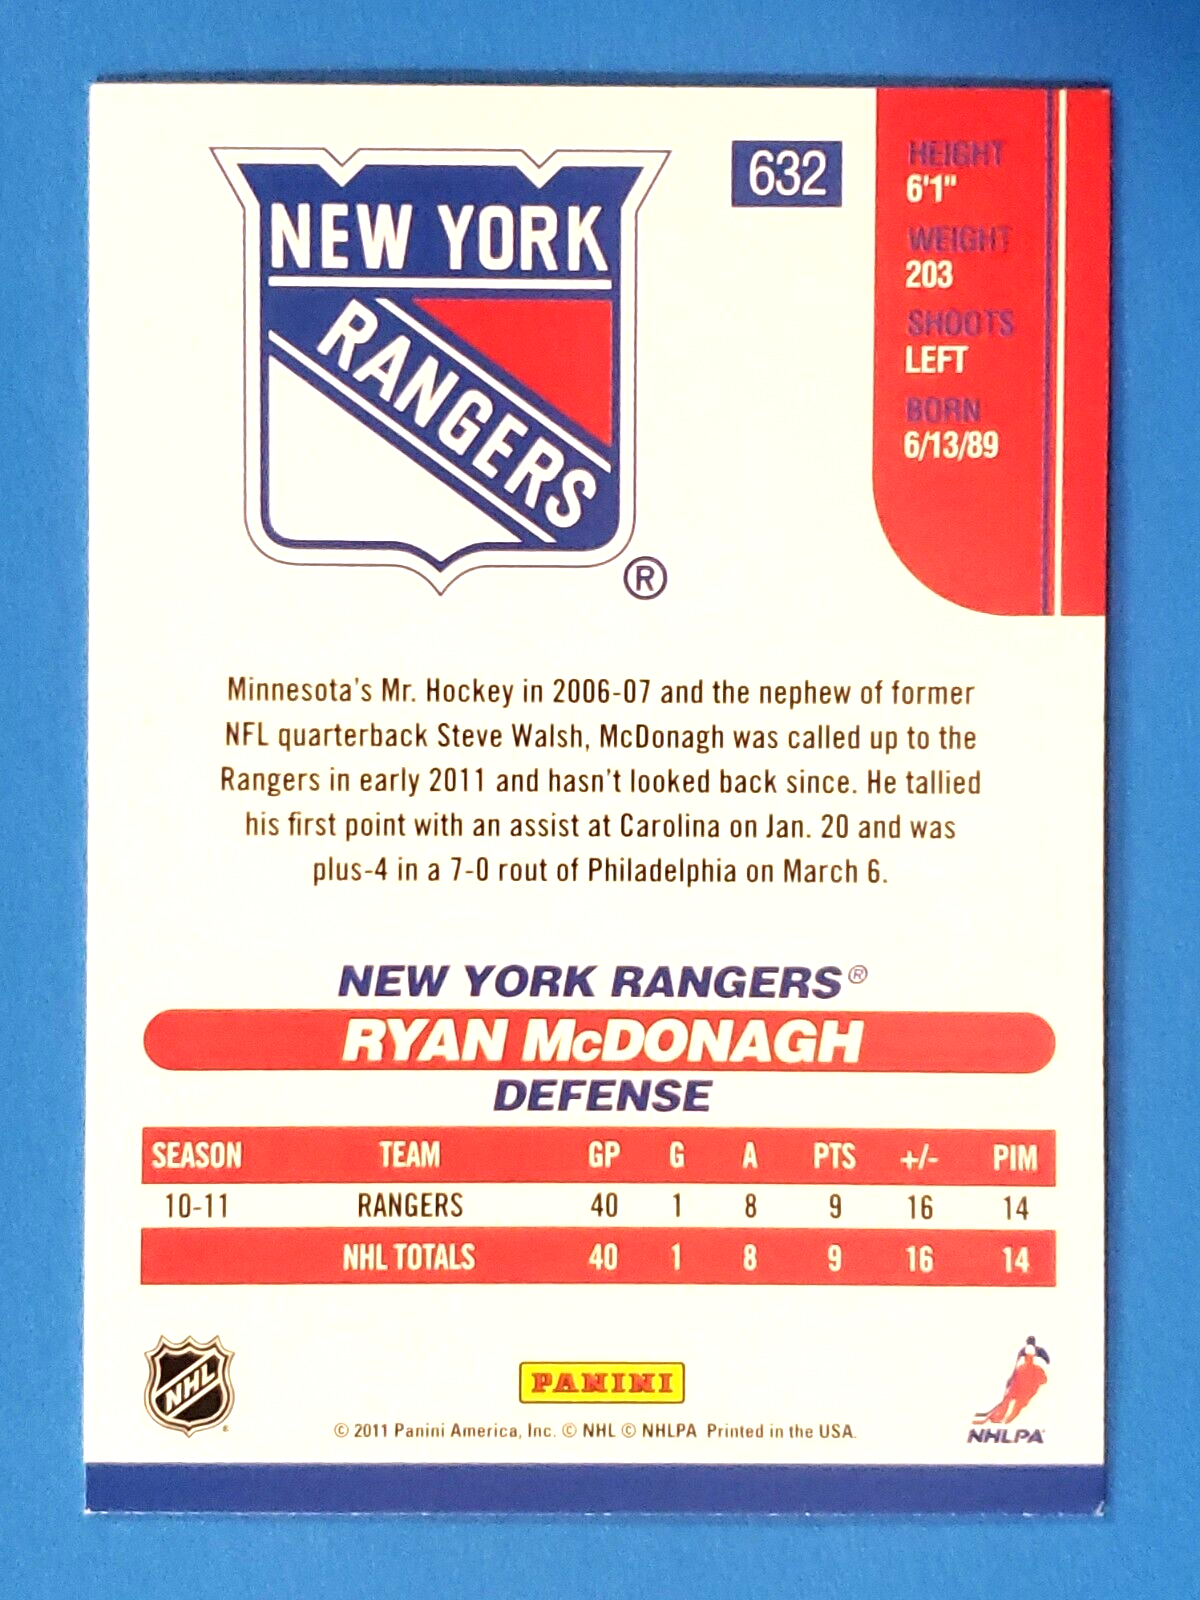 NEW YORK
RANGERS
®
632
HEIGHT
6'1"
WEIGHT
203
SHOOTS
LEFT
BORN
6/13/89
Minnesota's Mr. Hockey in 2006-07 and the nephew of former
NFL quarterback Steve Walsh, McDonagh was called up to the
Rangers in early 2011 and hasn't looked back since. He tallied
his first point with an assist at Carolina on Jan. 20 and was
plus-4 in a 7-0 rout of Philadelphia on March 6.
NEW YORK RANGERS®
RYAN McDONAGH
DEFENSE
SEASON TEAM GP G A PTS +/- PIM
10-11 RANGERS 40 1 8 9 16 14
NHL TOTALS 40 1 8 9 16 14
NHL ®
PANINI
NHLPA
© 2011 Panini America, Inc. © NHL © NHLPA Printed in the USA.